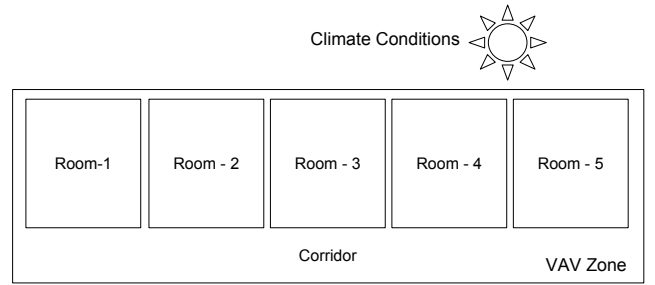 Climate Conditions
Room-1
Room - 2
Room - 3
Room - 4
Room - 5
Corridor
VAV Zone